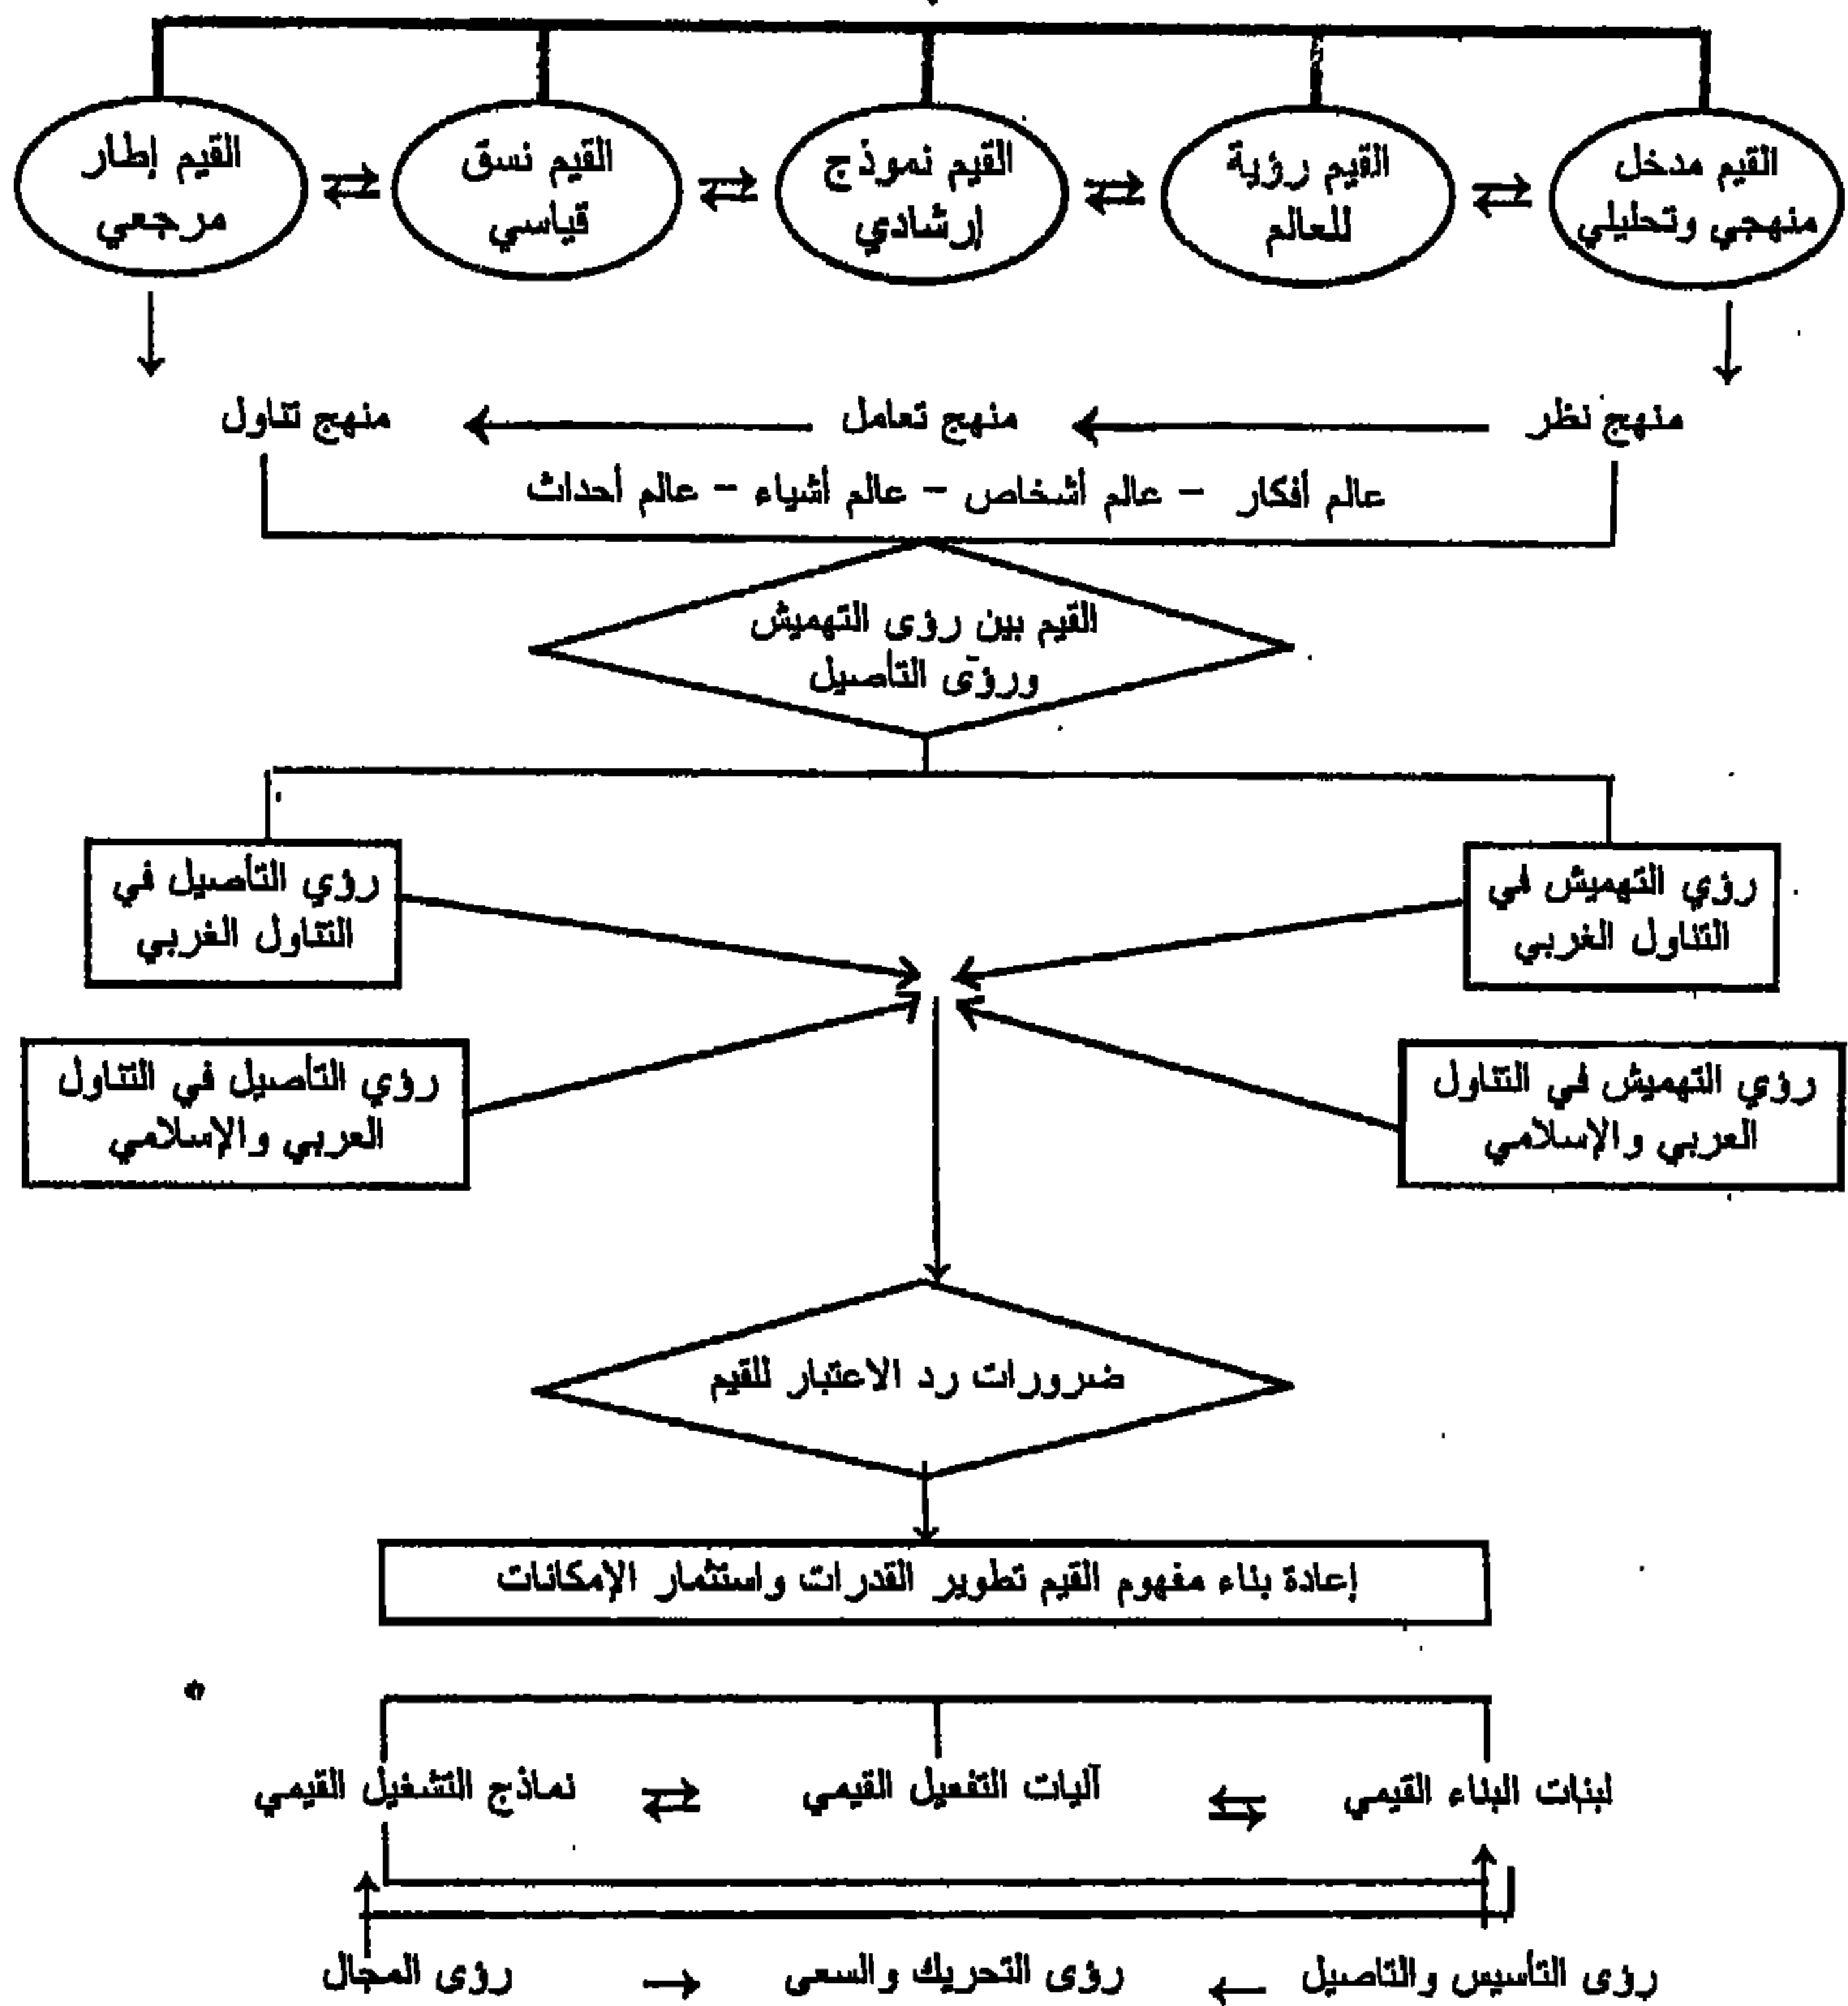 القيم مدخل
منهجي وتحليلي
القيم رؤية
للعالم
القيم نموذج
إرشادي
القيم نسق
قياسي
القيم إطار
مرجعي
منهج نظر
منهج تعامل
منهج تناول
عالم أفكار - عالم أشخاص - عالم أشياء - عالم أحداث
القيم بين رؤى التهميش
ورؤى التأصيل
رؤي التهميش في
التناول الغربي
رؤي التأصيل في
التناول الغربي
رؤي التهميش في التناول
العربي والإسلامي
رؤي التأصيل في التناول
العربي والإسلامي
ضرورات رد الاعتبار للقيم
إعادة بناء مفهوم القيم تطوير القدرات واستثمار الإمكانات
لبنات البناء القيمي
آليات التفعيل القيمي
نماذج التشغيل القيمي
رؤى التأسيس والتاصيل
رؤى التحريك والسعى
رؤى المجال